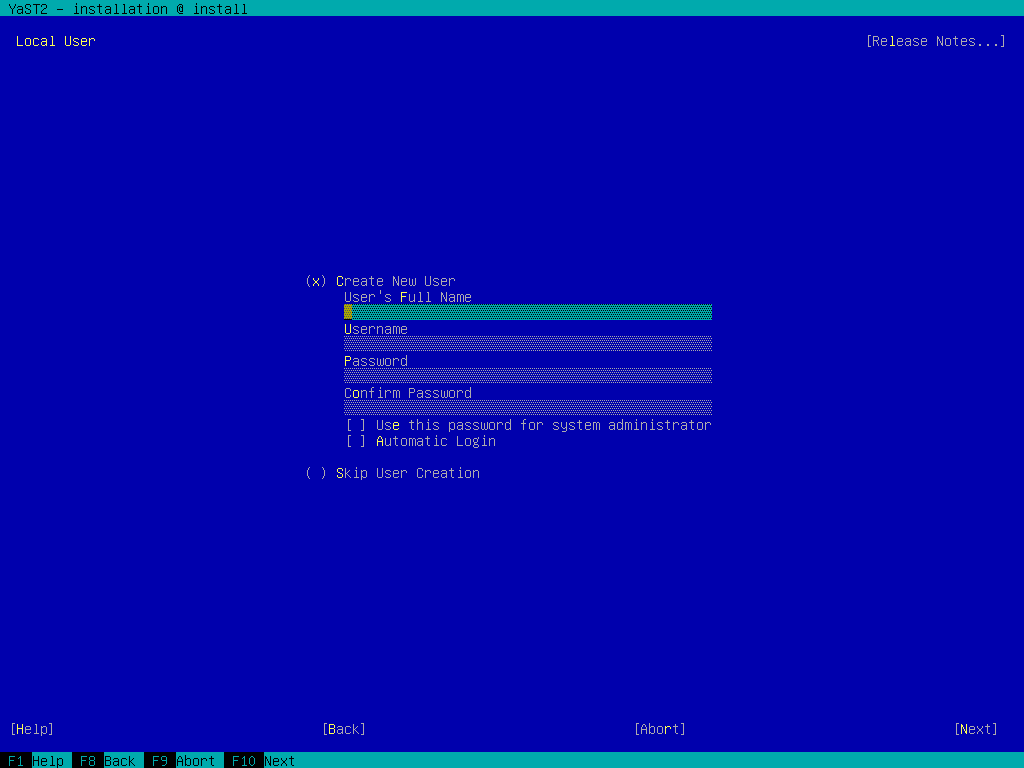 YaST2 - installation @ install
Local User [Release Notes...]
(x) Create New User
User's Full Name
Username
Password
Confirm Password
[ ] Use this password for system administrator
[ ] Automatic Login
( ) Skip User Creation
[Help] [Back] [Abort] [Next]
F1 Help F8 Back F9 Abort F10 Next